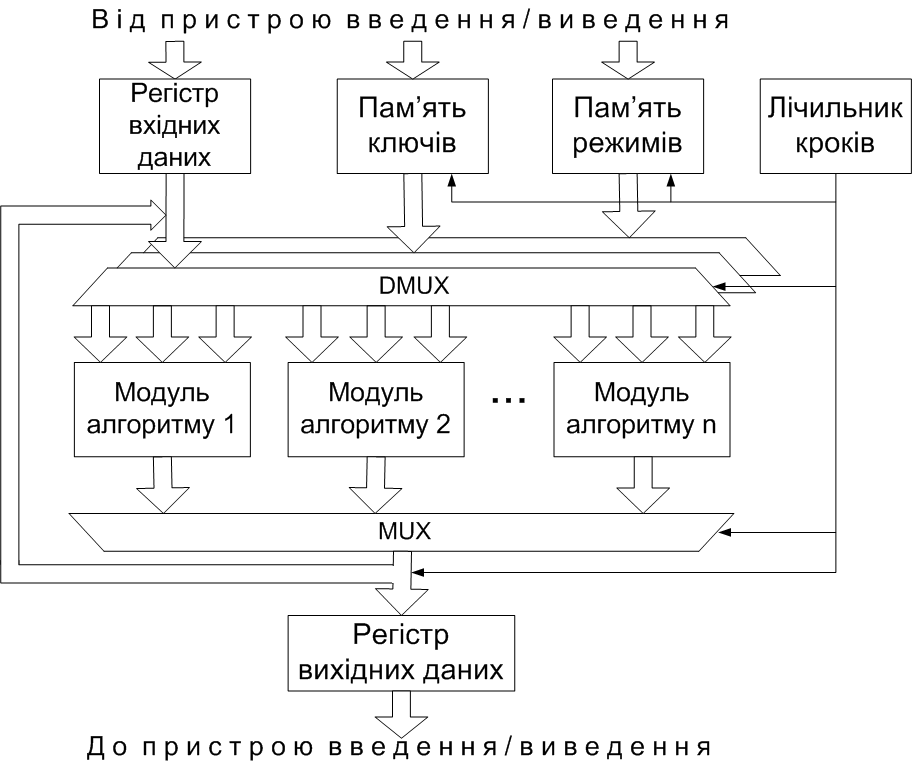 Від пристрою введення/виведення
Регістр
вхідних
даних
Пам’ять
ключів
Пам’ять
режимів
Лічильник
кроків
DMUX
Модуль
алгоритму 1
Модуль
алгоритму 2
...
Модуль
алгоритму n
MUX
Регістр
вихідних даних
До пристрою введення/виведення